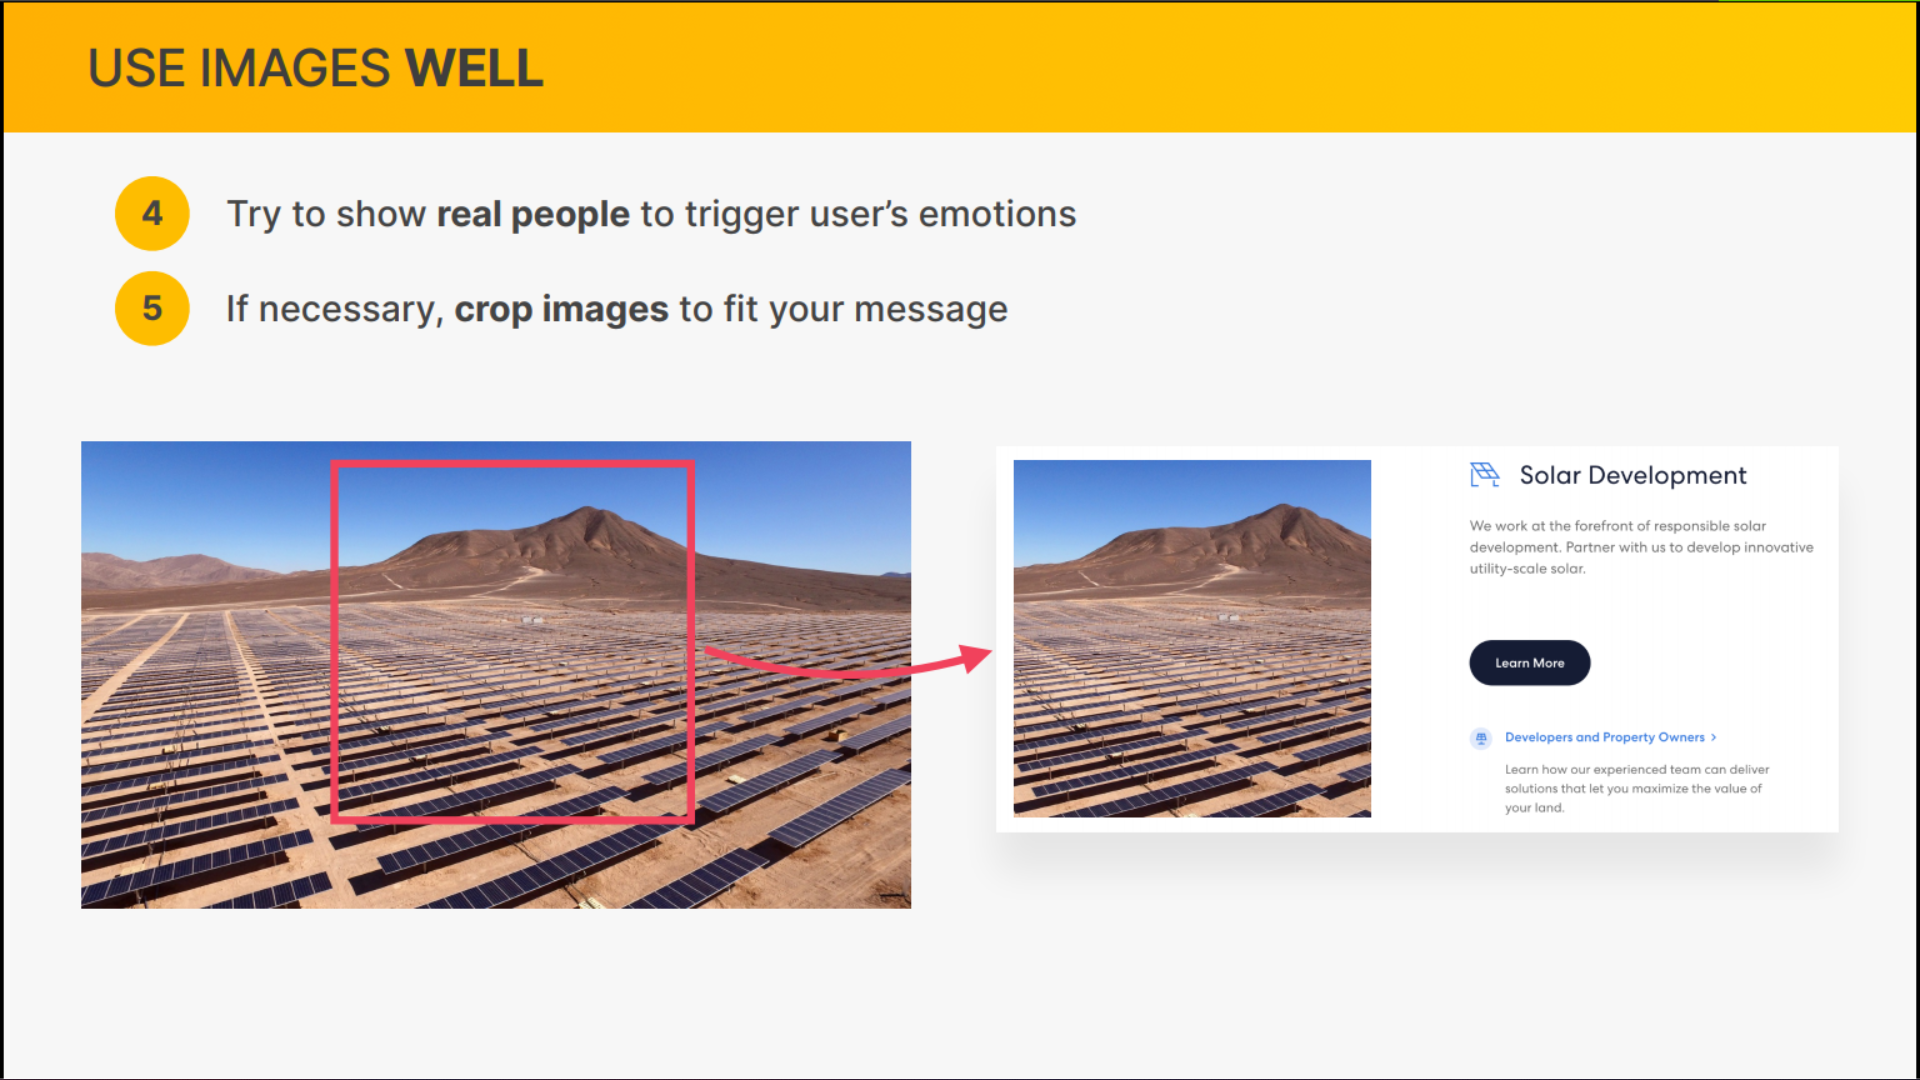 USE IMAGES WELL
4 Try to show real people to trigger user’s emotions
5 If necessary, crop images to fit your message
Solar Development
We work at the forefront of responsible solar
development. Partner with us to develop innovative
utility-scale solar.
Learn More
Developers and Property Owners >
Learn how our experienced team can deliver
solutions that let you maximize the value of
your land.